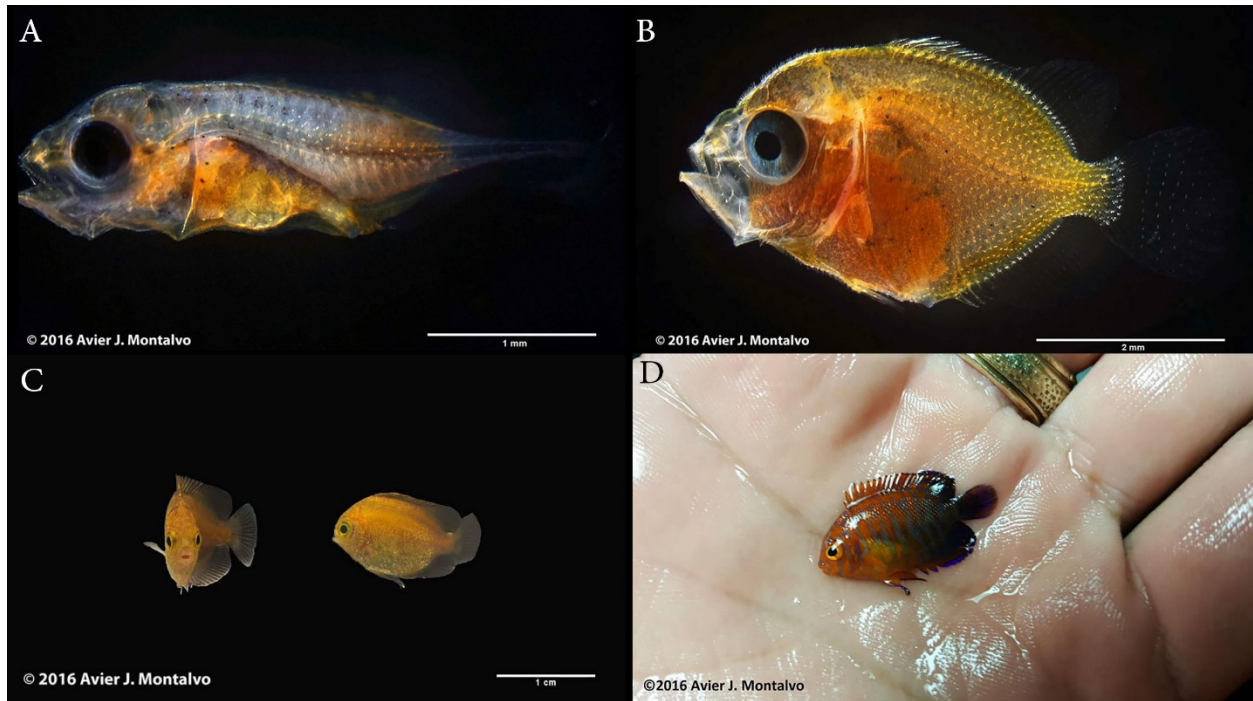 A
B
© 2016 Avier J. Montalvo
1 mm
© 2016 Avier J. Montalvo
2 mm
C
D
© 2016 Avier J. Montalvo
1 cm
©2016 Avier J. Montalvo